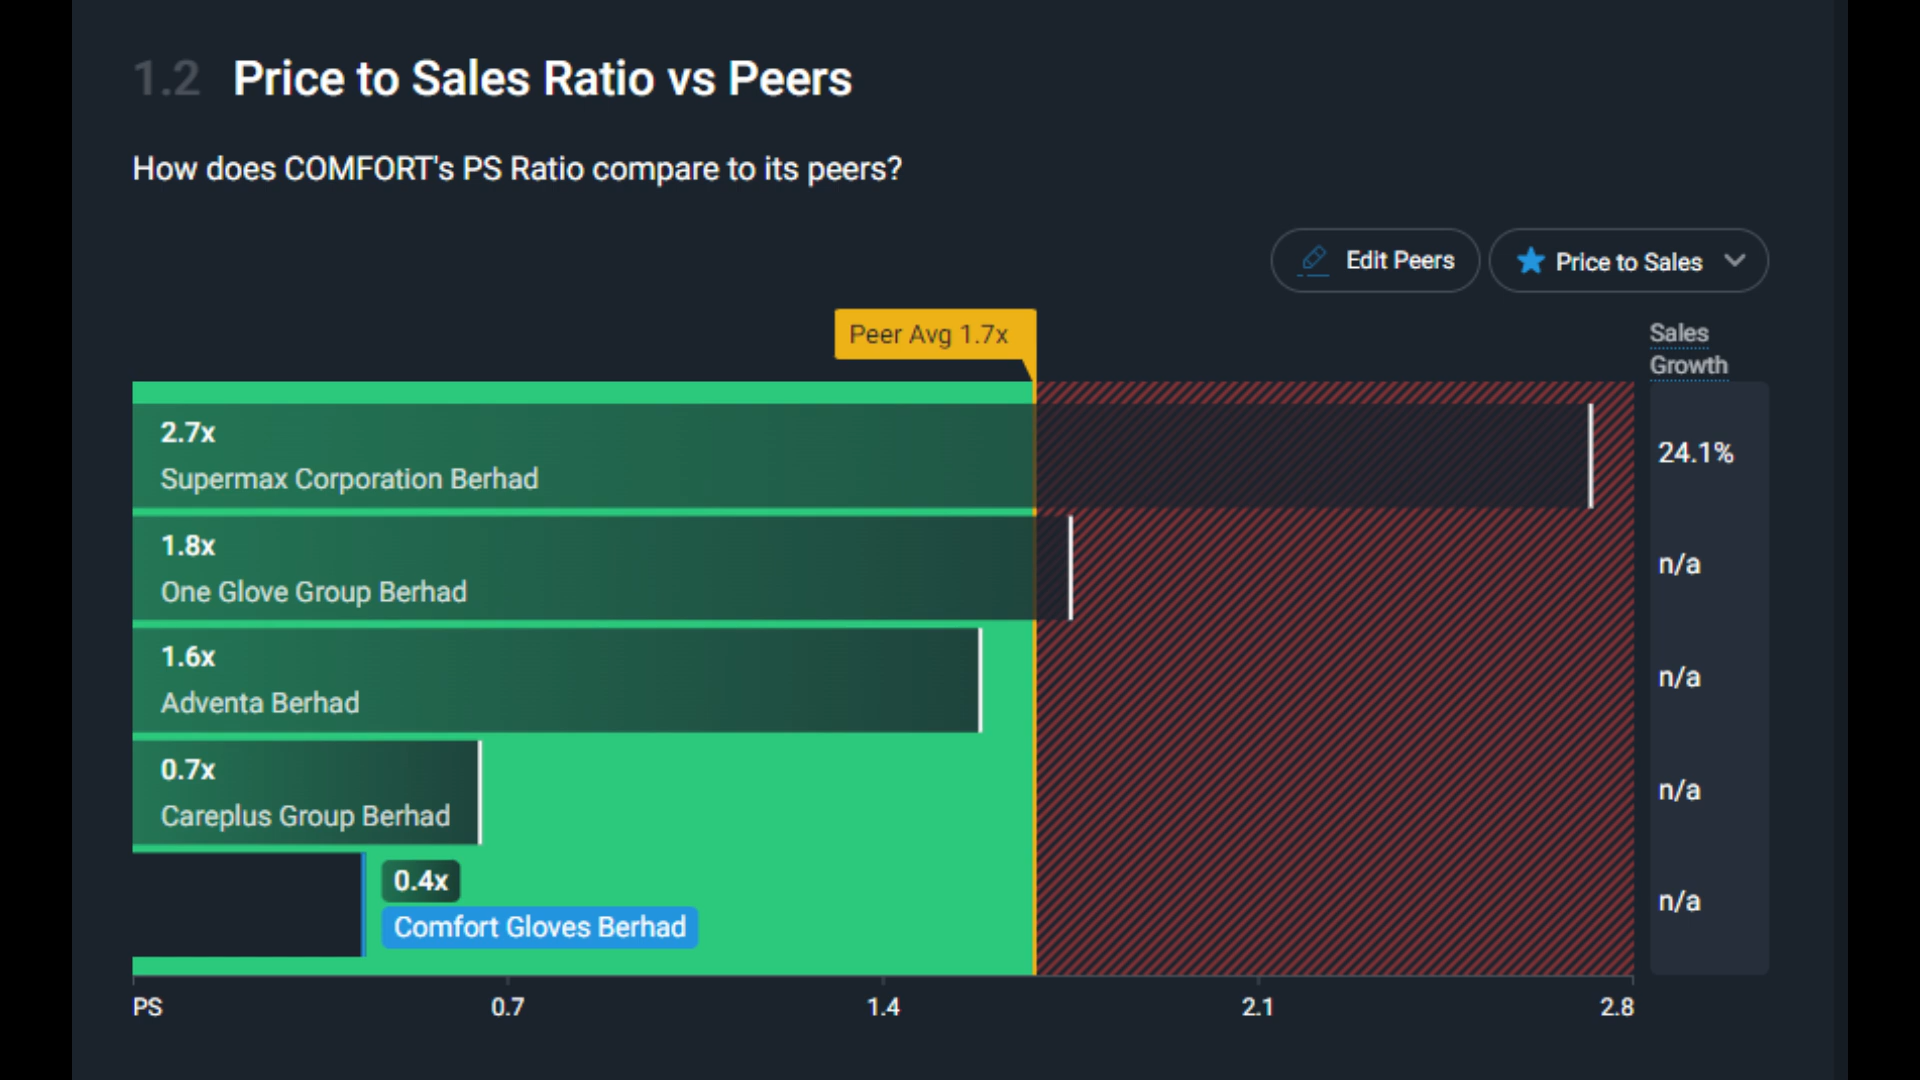 1.2 Price to Sales Ratio vs Peers
How does COMFORT's PS Ratio compare to its peers?
Edit Peers
Price to Sales
Peer Avg 1.7x
Sales
Growth
2.7x
Supermax Corporation Berhad
24.1%
1.8x
One Glove Group Berhad
n/a
1.6x
Adventa Berhad
n/a
0.7x
Careplus Group Berhad
n/a
0.4x
Comfort Gloves Berhad
n/a
PS 0.7 1.4 2.1 2.8